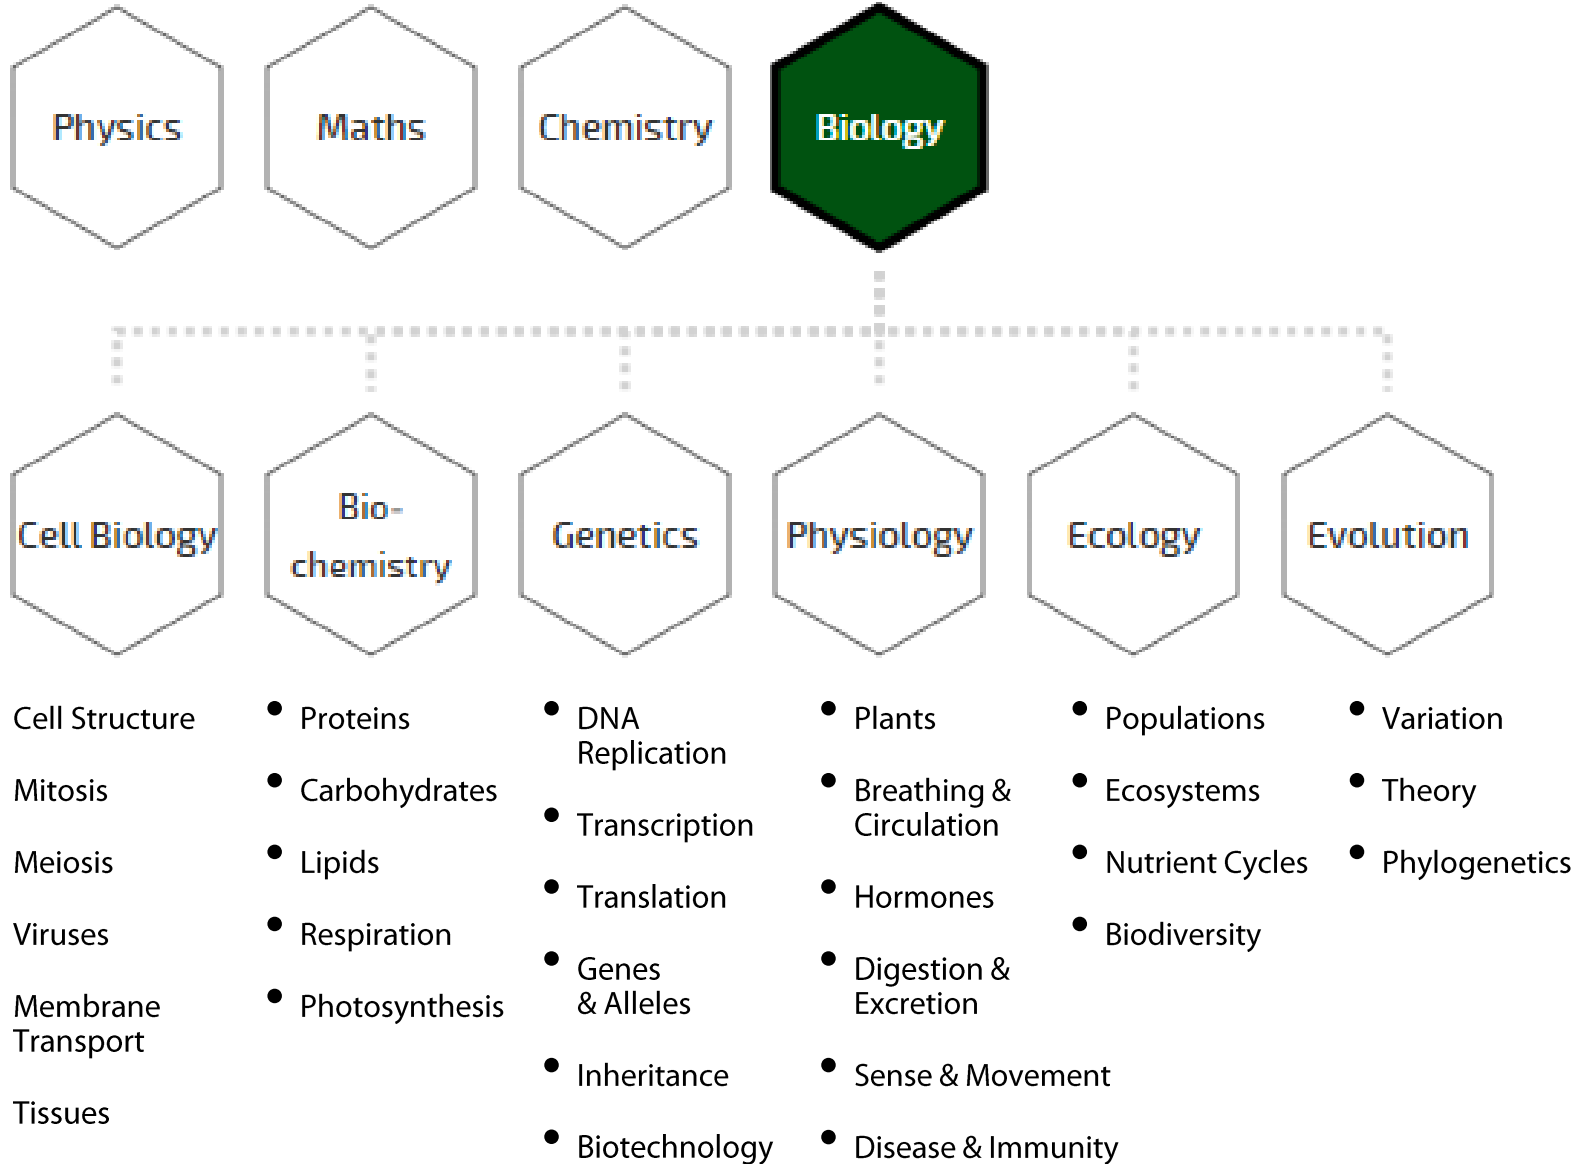 Physics
Maths
Chemistry
Biology
Cell Biology
Bio-
chemistry
Genetics
Physiology
Ecology
Evolution
Cell Structure
Mitosis
Meiosis
Viruses
Membrane
Transport
Tissues
• Proteins
• Carbohydrates
• Lipids
• Respiration
• Photosynthesis
• DNA
Replication
• Transcription
• Translation
• Genes
& Alleles
• Inheritance
• Biotechnology
• Plants
• Breathing &
Circulation
• Hormones
• Digestion &
Excretion
• Sense & Movement
• Disease & Immunity
• Populations
• Ecosystems
• Nutrient Cycles
• Biodiversity
• Variation
• Theory
• Phylogenetics